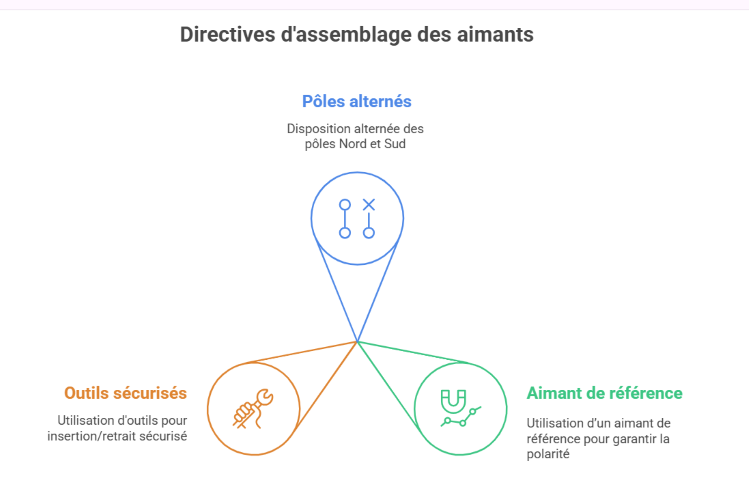 Directives d'assemblage des aimants
Pôles alternés
Disposition alternée des
pôles Nord et Sud
Outils sécurisés
Utilisation d'outils pour
insertion/retrait sécurisé
Aimant de référence
Utilisation d'un aimant de
référence pour garantir la
polarité